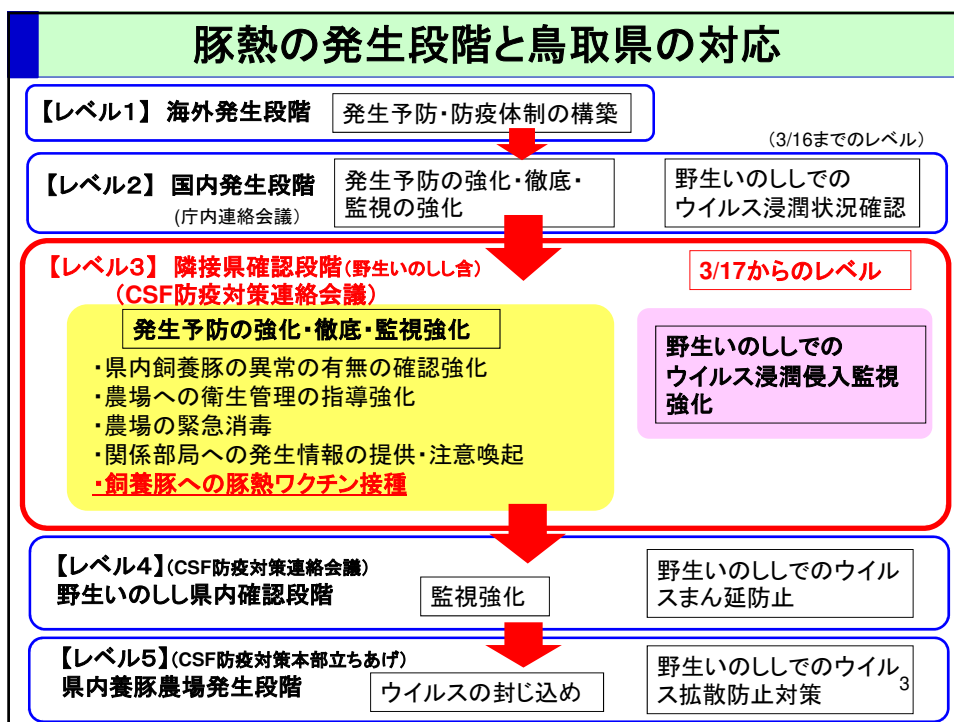 豚熱の発生段階と鳥取県の対応
【レベル１】 海外発生段階
発生予防・防疫体制の構築
（3/16までのレベル）
【レベル２】 国内発生段階
(庁内連絡会議）
発生予防の強化・徹底・
監視の強化
野生いのししでの
ウイルス浸潤状況確認
【レベル３】 隣接県確認段階（野生いのしし含）
（CSF防疫対策連絡会議）
3/17からのレベル
発生予防の強化・徹底・監視強化
・県内飼養豚の異常の有無の確認強化
・農場への衛生管理の指導強化
・農場の緊急消毒
・関係部局への発生情報の提供・注意喚起
・飼養豚への豚熱ワクチン接種
野生いのししでの
ウイルス浸潤侵入監視
強化
【レベル４】（CSF防疫対策連絡会議）
野生いのしし県内確認段階
監視強化
野生いのししでのウイル
スまん延防止
【レベル５】（CSF防疫対策本部立ちあげ）
県内養豚農場発生段階
ウイルスの封じ込め
野生いのししでのウイル
ス拡散防止対策
3